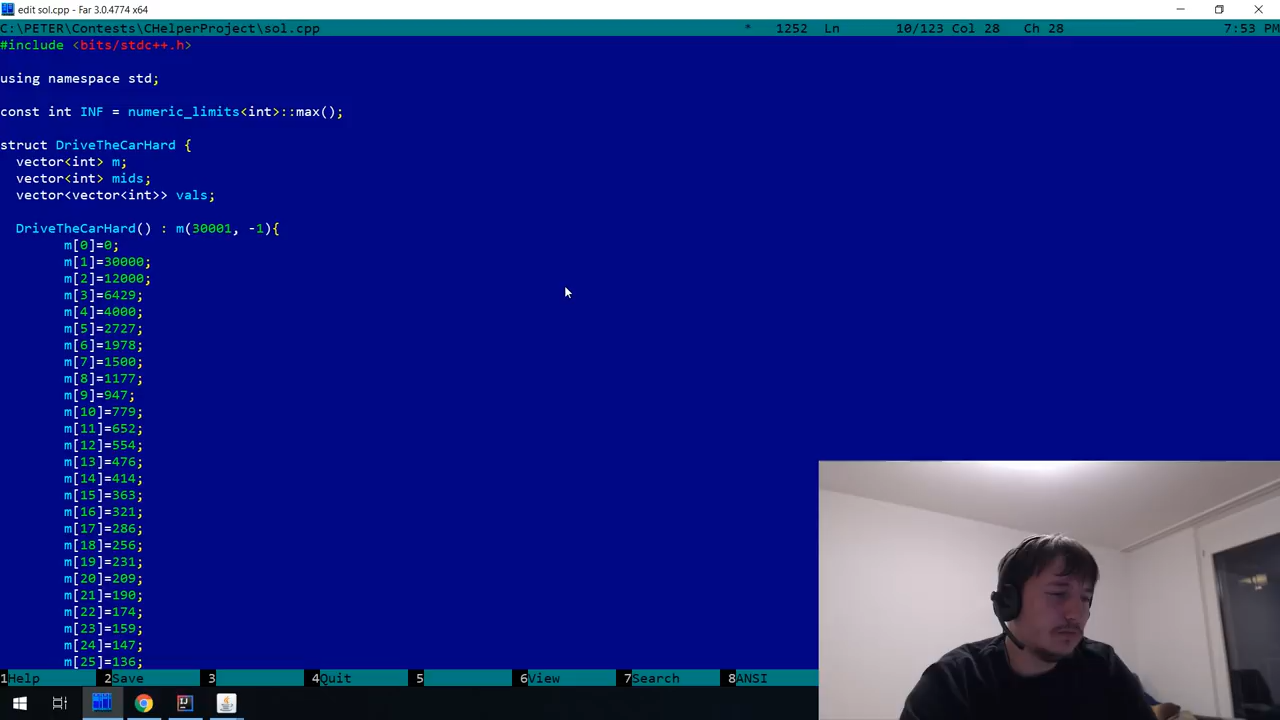 edit sol.cpp - Far 3.0.4774 x64
C:\PETER\Contests\CHelperProject\sol.cpp * 1252 Ln 10/123 Col 28 Ch 28 7:53 PM
#include <bits/stdc++.h>
using namespace std;
const int INF = numeric_limits<int>::max();
struct DriveTheCarHard {
vector<int> m;
vector<int> mids;
vector<vector<int>> vals;
DriveTheCarHard() : m(30001, -1){
m[0]=0;
m[1]=30000;
m[2]=12000;
m[3]=6429;
m[4]=4000;
m[5]=2727;
m[6]=1978;
m[7]=1500;
m[8]=1177;
m[9]=947;
m[10]=779;
m[11]=652;
m[12]=554;
m[13]=476;
m[14]=414;
m[15]=363;
m[16]=321;
m[17]=286;
m[18]=256;
m[19]=231;
m[20]=209;
m[21]=190;
m[22]=174;
m[23]=159;
m[24]=147;
m[25]=136;
1Help 2Save 3 4Quit 5 6View 7Search 8ANSI